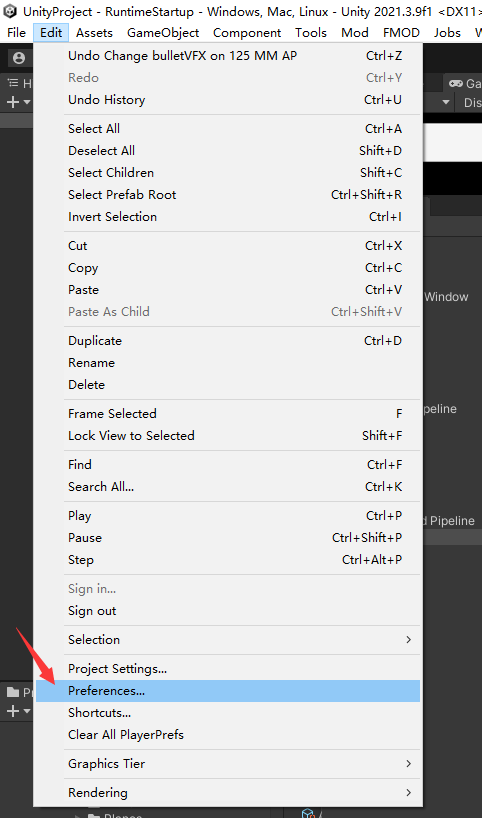 UnityProject - RuntimeStartup - Windows, Mac, Linux - Unity 2021.3.9f1 <DX11>
File Edit Assets GameObject Component Tools Mod FMOD Jobs W
Undo Change bulletVFX on 125 MM AP Ctrl+Z
Redo Ctrl+Y
Undo History Ctrl+U
Select All Ctrl+A
Deselect All Shift+D
Select Children Shift+C
Select Prefab Root Ctrl+Shift+R
Invert Selection Ctrl+I
Cut Ctrl+X
Copy Ctrl+C
Paste Ctrl+V
Paste As Child Ctrl+Shift+V
Duplicate Ctrl+D
Rename
Delete
Frame Selected F
Lock View to Selected Shift+F
Find Ctrl+F
Search All... Ctrl+K
Play Ctrl+P
Pause Ctrl+Shift+P
Step Ctrl+Alt+P
Sign in...
Sign out
Selection
Project Settings...
Preferences...
Shortcuts...
Clear All PlayerPrefs
Graphics Tier
Rendering
H
Ga
Dis
Window
peline
d Pipeline
Pr